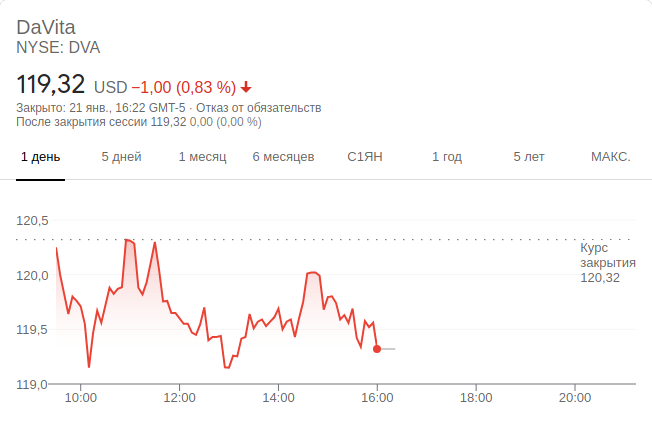 DaVita
NYSE: DVA
119,32 USD −1,00 (0,83 %)
Закрыто: 21 янв., 16:22 GMT-5 · Отказ от обязательств
После закрытия сессии 119,32 0,00 (0,00 %)
1 день 5 дней 1 месяц 6 месяцев С1ЯН 1 год 5 лет МАКС.
120,5
Курс
закрытия
120,32
120,0
119,5
119,0
10:00 12:00 14:00 16:00 18:00 20:00